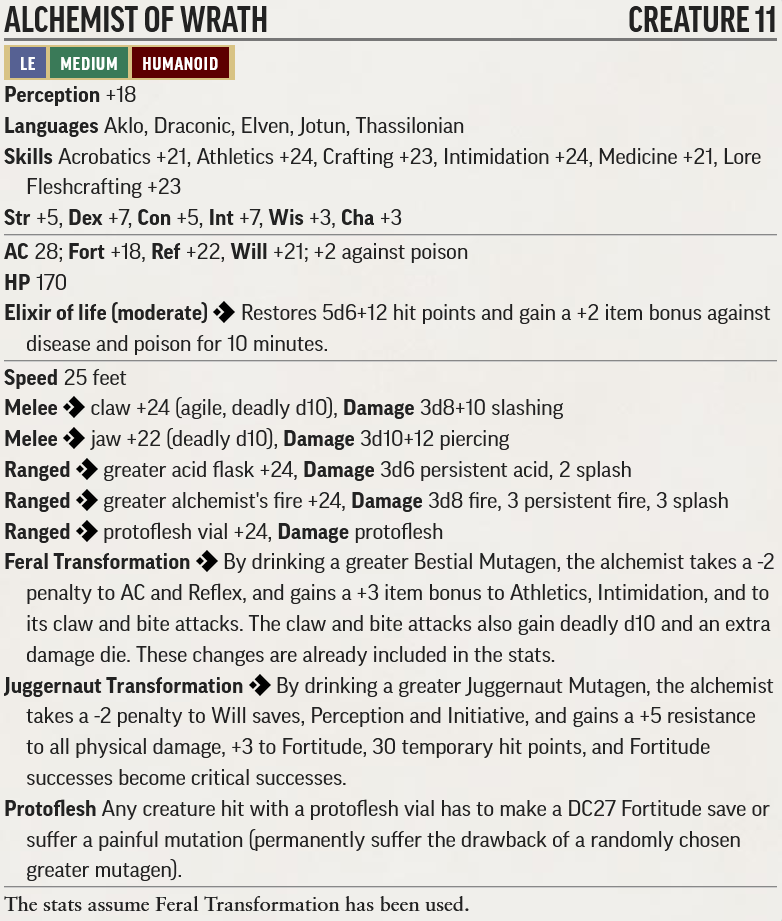 ALCHEMIST OF WRATH CREATURE 11
LE MEDIUM HUMANOID
Perception +18
Languages Aklo, Draconic, Elven, Jotun, Thassilonian
Skills Acrobatics +21, Athletics +24, Crafting +23, Intimidation +24, Medicine +21, Lore
Fleshcrafting +23
Str +5, Dex +7, Con +5, Int +7, Wis +3, Cha +3
AC 28; Fort +18, Ref +22, Will +21; +2 against poison
HP 170
Elixir of life (moderate) ◆ Restores 5d6+12 hit points and gain a +2 item bonus against
disease and poison for 10 minutes.
Speed 25 feet
Melee ◆ claw +24 (agile, deadly d10), Damage 3d8+10 slashing
Melee ◆ jaw +22 (deadly d10), Damage 3d10+12 piercing
Ranged ◆ greater acid flask +24, Damage 3d6 persistent acid, 2 splash
Ranged ◆ greater alchemist's fire +24, Damage 3d8 fire, 3 persistent fire, 3 splash
Ranged ◆ protoflesh vial +24, Damage protoflesh
Feral Transformation ◆ By drinking a greater Bestial Mutagen, the alchemist takes a -2
penalty to AC and Reflex, and gains a +3 item bonus to Athletics, Intimidation, and to
its claw and bite attacks. The claw and bite attacks also gain deadly d10 and an extra
damage die. These changes are already included in the stats.
Juggernaut Transformation ◆ By drinking a greater Juggernaut Mutagen, the alchemist
takes a -2 penalty to Will saves, Perception and Initiative, and gains a +5 resistance
to all physical damage, +3 to Fortitude, 30 temporary hit points, and Fortitude
successes become critical successes.
Protoflesh Any creature hit with a protoflesh vial has to make a DC27 Fortitude save or
suffer a painful mutation (permanently suffer the drawback of a randomly chosen
greater mutagen).
The stats assume Feral Transformation has been used.